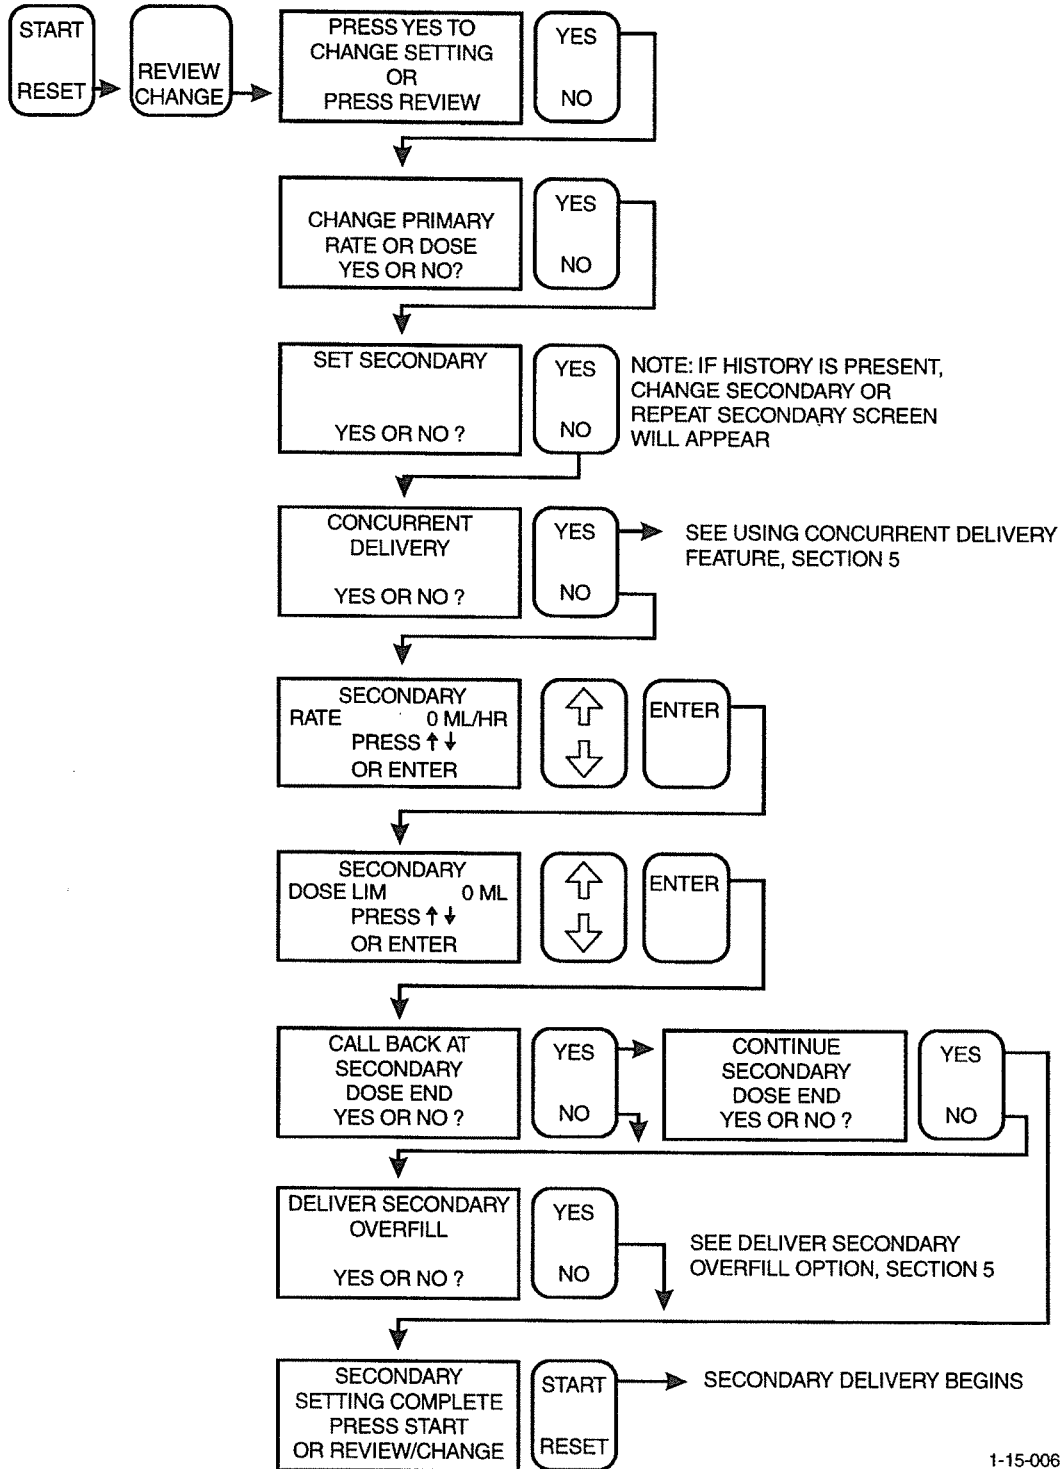 START
RESET
REVIEW
CHANGE
PRESS YES TO
CHANGE SETTING
OR
PRESS REVIEW
YES
NO
CHANGE PRIMARY
RATE OR DOSE
YES OR NO?
YES
NO
SET SECONDARY
YES OR NO ?
YES
NO
NOTE: IF HISTORY IS PRESENT,
CHANGE SECONDARY OR
REPEAT SECONDARY SCREEN
WILL APPEAR
CONCURRENT
DELIVERY
YES OR NO ?
YES
NO
SEE USING CONCURRENT DELIVERY
FEATURE, SECTION 5
SECONDARY
RATE 0 ML/HR
PRESS ↑ ↓
OR ENTER
ENTER
SECONDARY
DOSE LIM 0 ML
PRESS ↑ ↓
OR ENTER
ENTER
CALL BACK AT
SECONDARY
DOSE END
YES OR NO ?
YES
NO
CONTINUE
SECONDARY
DOSE END
YES OR NO ?
YES
NO
DELIVER SECONDARY
OVERFILL
YES OR NO ?
YES
NO
SEE DELIVER SECONDARY
OVERFILL OPTION, SECTION 5
SECONDARY
SETTING COMPLETE
PRESS START
OR REVIEW/CHANGE
START
RESET
SECONDARY DELIVERY BEGINS
1-15-006